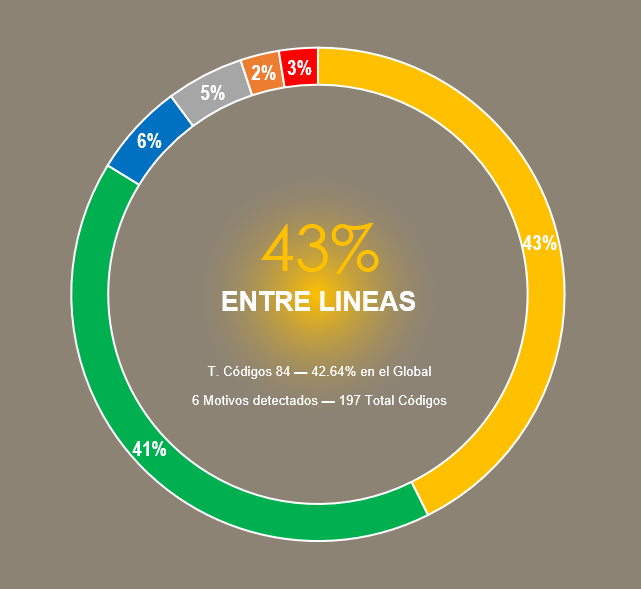 3%
2%
5%
6%
43%
43%
ENTRE LINEAS
T. Códigos 84 — 42.64% en el Global
6 Motivos detectados — 197 Total Códigos
41%